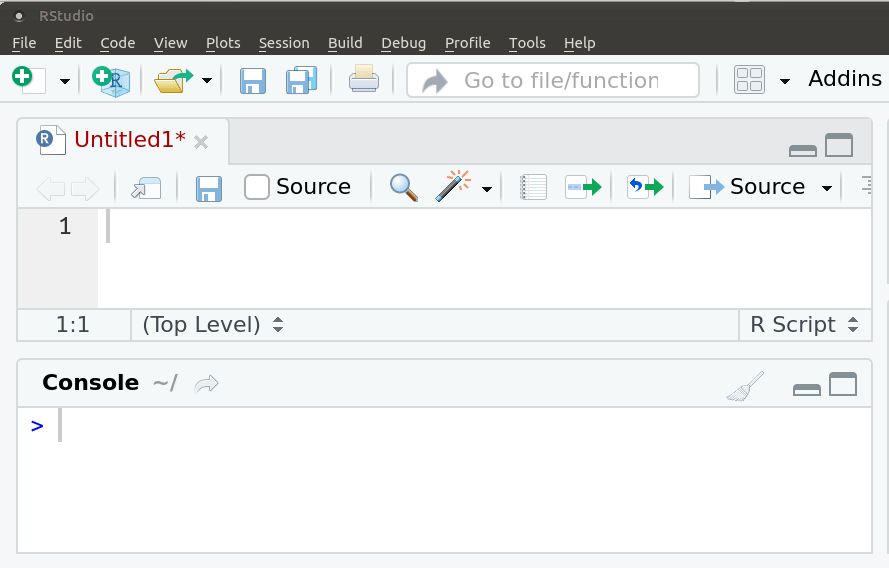 RStudio
File Edit Code View Plots Session Build Debug Profile Tools Help
R Go to file/function Addins
R Untitled1*
Source Source
1
1:1 (Top Level) R Script
Console ~/
>